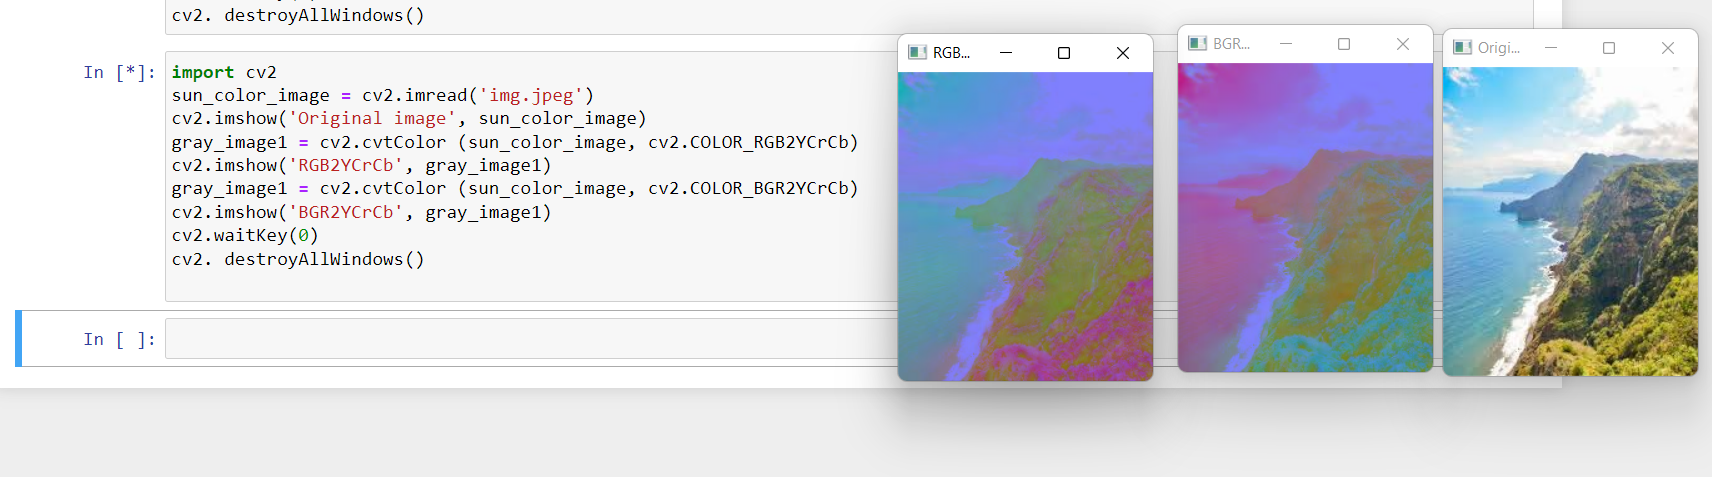 cv2. destroyAllWindows()
In [*]:
import cv2
sun_color_image = cv2.imread('img.jpeg')
cv2.imshow('Original image', sun_color_image)
gray_image1 = cv2.cvtColor (sun_color_image, cv2.COLOR_RGB2YCrCb)
cv2.imshow('RGB2YCrCb', gray_image1)
gray_image1 = cv2.cvtColor (sun_color_image, cv2.COLOR_BGR2YCrCb)
cv2.imshow('BGR2YCrCb', gray_image1)
cv2.waitKey(0)
cv2. destroyAllWindows()
In [ ]:
RGB...
BGR...
Origi...